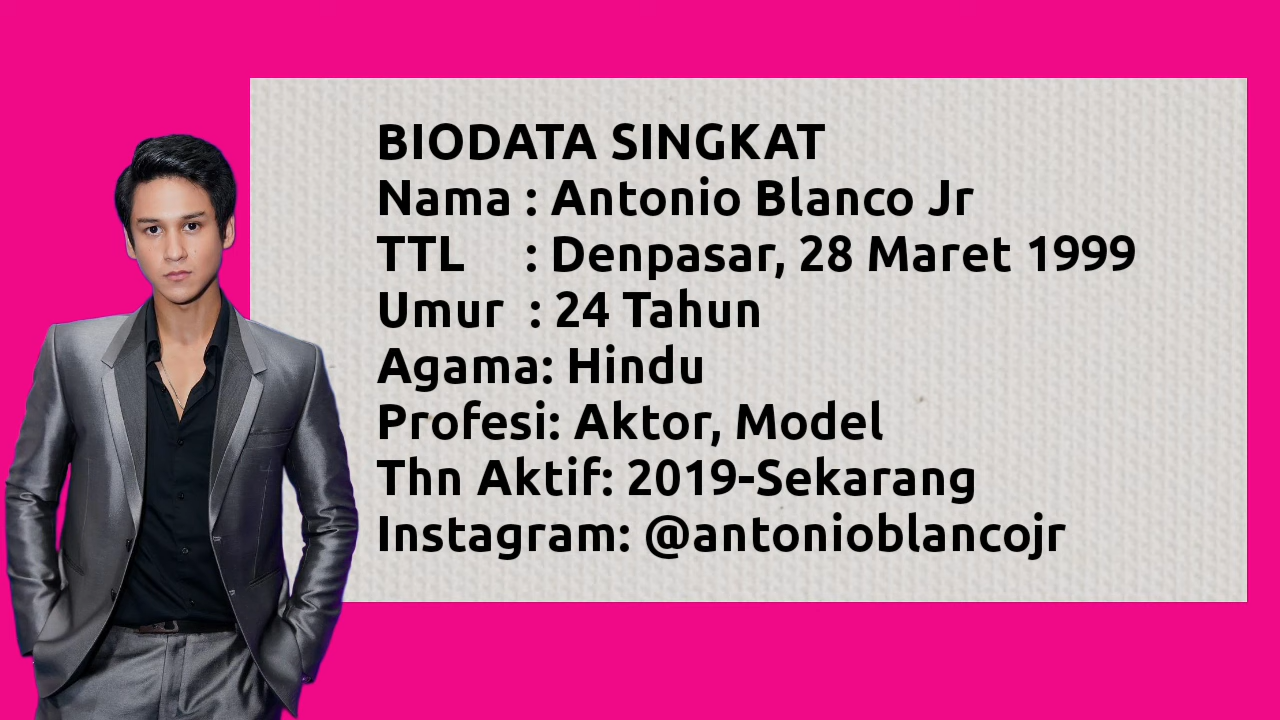 BIODATA SINGKAT
Nama : Antonio Blanco Jr
TTL : Denpasar, 28 Maret 1999
Umur : 24 Tahun
Agama: Hindu
Profesi: Aktor, Model
Thn Aktif: 2019-Sekarang
Instagram: @antonioblancojr